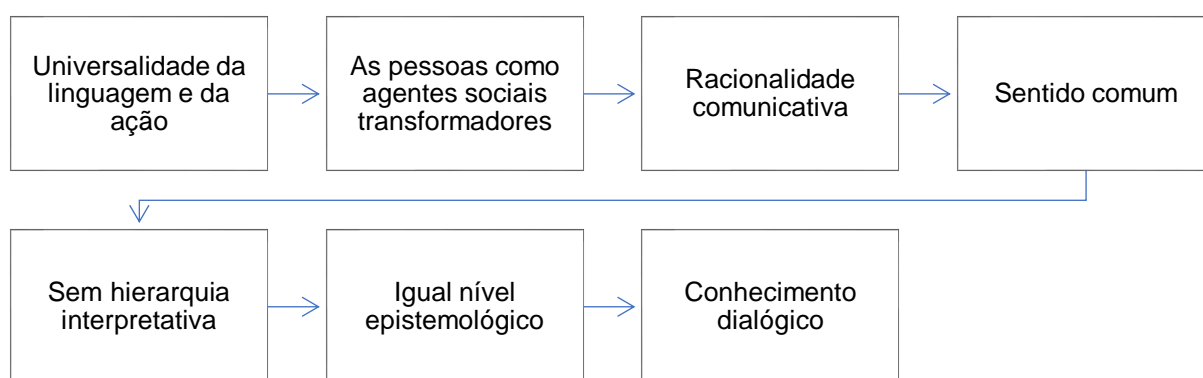 Universalidade da
linguagem e da
ação
As pessoas como
agentes sociais
transformadores
Racionalidade
comunicativa
Sentido comum
Sem hierarquia
interpretativa
Igual nível
epistemológico
Conhecimento
dialógico